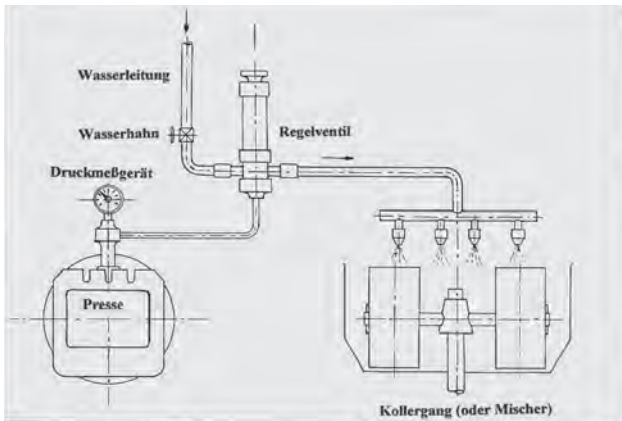 Wasserleitung
Wasserhahn
Regelventil
Druckmeßgerät
Presse
Kollergang (oder Mischer)